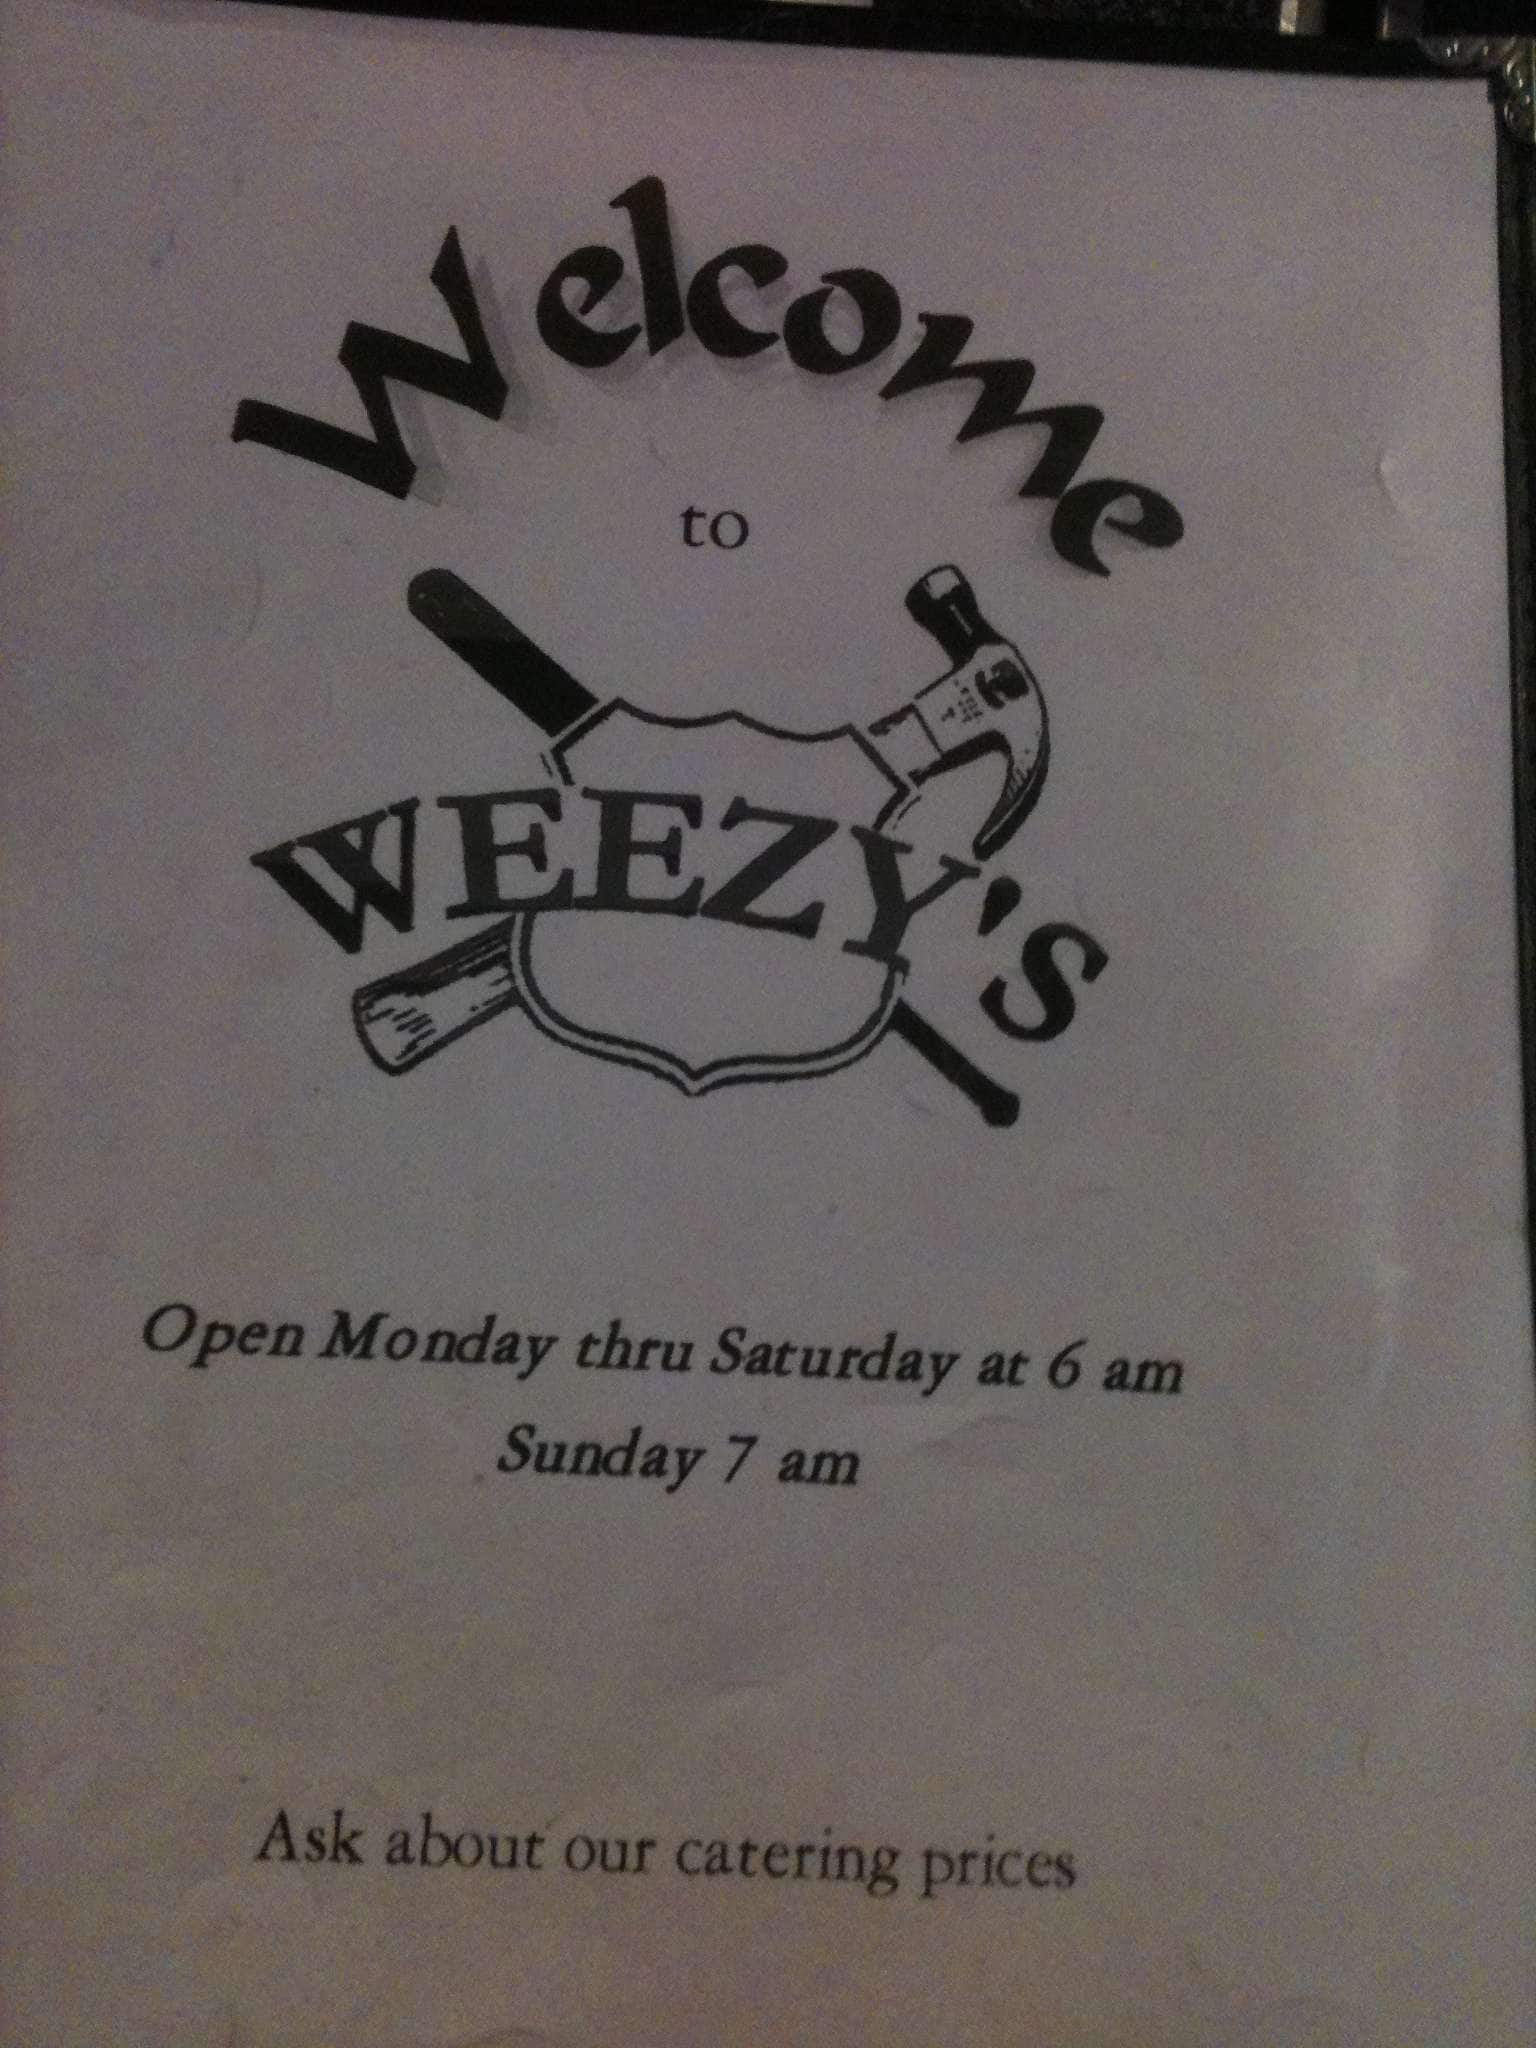 Welcome
to
WEEZY'S
Open Monday thru Saturday at 6 am
Sunday 7 am
Ask about our catering prices